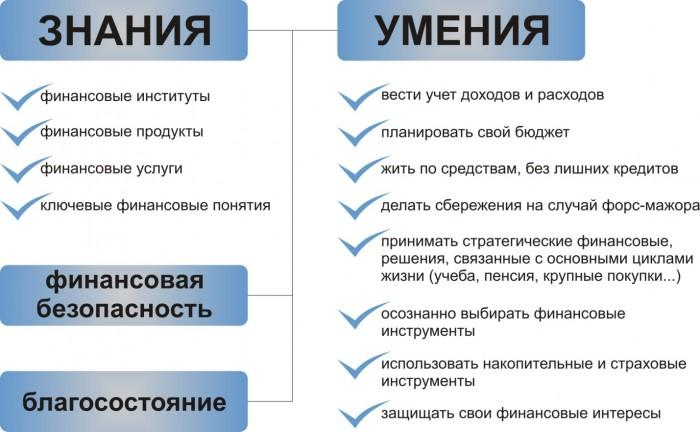 ЗНАНИЯ
финансовые институты
финансовые продукты
финансовые услуги
ключевые финансовые понятия
финансовая
безопасность
благосостояние
УМЕНИЯ
вести учет доходов и расходов
планировать свой бюджет
жить по средствам, без лишних кредитов
делать сбережения на случай форс-мажора
принимать стратегические финансовые,
решения, связанные с основными циклами
жизни (учеба, пенсия, крупные покупки...)
осознанно выбирать финансовые
инструменты
использовать накопительные и страховые
инструменты
защищать свои финансовые интересы